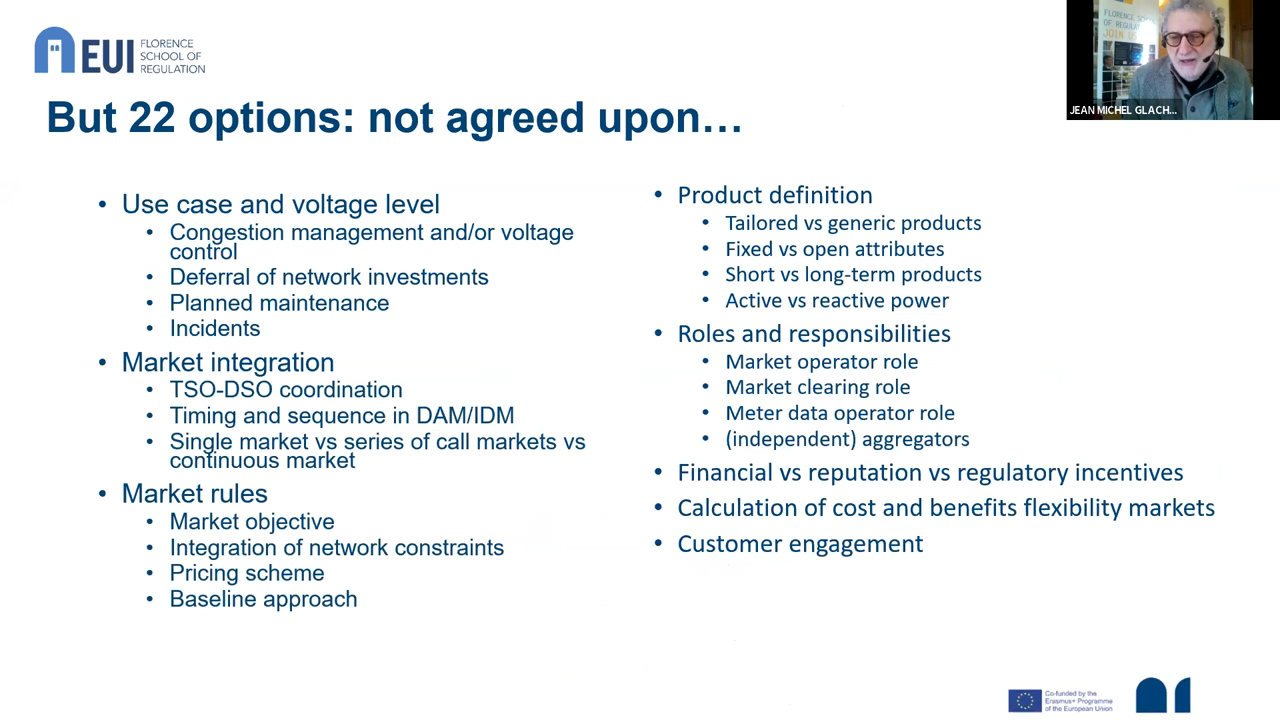 EUI
FLORENCE
SCHOOL OF
REGULATION
FLORENCE
JOIN
JEAN MICHEL GLACH...
But 22 options: not agreed upon…
• Use case and voltage level
• Congestion management and/or voltage
control
• Deferral of network investments
• Planned maintenance
• Incidents
• Market integration
• TSO-DSO coordination
• Timing and sequence in DAM/IDM
• Single market vs series of call markets vs
continuous market
• Market rules
• Market objective
• Integration of network constraints
• Pricing scheme
• Baseline approach
• Product definition
• Tailored vs generic products
• Fixed vs open attributes
• Short vs long-term products
• Active vs reactive power
• Roles and responsibilities
• Market operator role
• Market clearing role
• Meter data operator role
• (independent) aggregators
• Financial vs reputation vs regulatory incentives
• Calculation of cost and benefits flexibility markets
• Customer engagement
Co-funded by the
Erasmus+ Programme
of the European Union